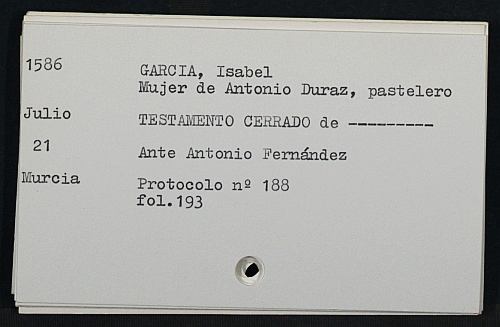 1586
GARCIA, Isabel
Mujer de Antonio Duraz, pastelero
Julio
TESTAMENTO CERRADO de ---------
21
Ante Antonio Fernández
Murcia
Protocolo nº 188
fol.193